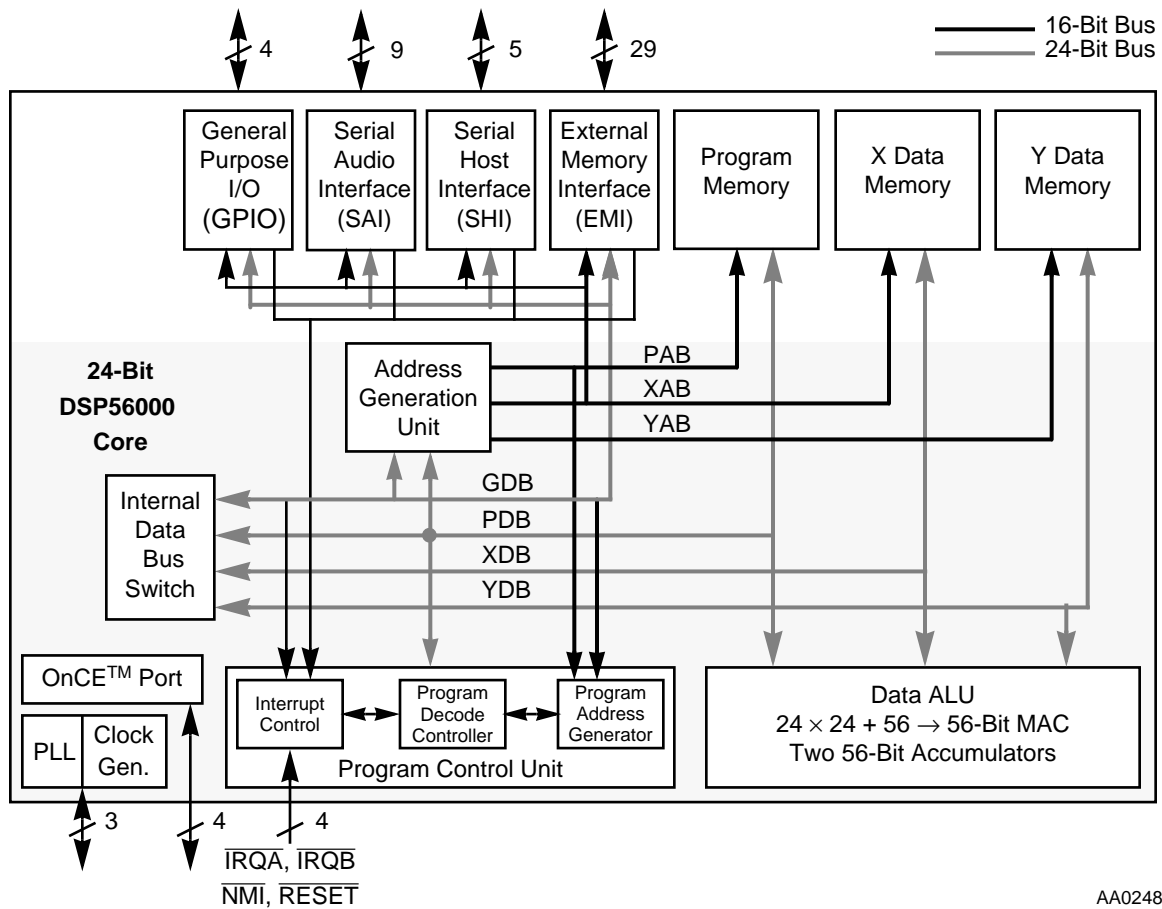 4
9
5
29
16-Bit Bus
24-Bit Bus
General
Purpose
I/O
(GPIO)
Serial
Audio
Interface
(SAI)
Serial
Host
Interface
(SHI)
External
Memory
Interface
(EMI)
Program
Memory
X Data
Memory
Y Data
Memory
24-Bit
DSP56000
Core
Address
Generation
Unit
PAB
XAB
YAB
Internal
Data
Bus
Switch
GDB
PDB
XDB
YDB
OnCE™ Port
PLL
Clock
Gen.
Interrupt
Control
Program
Decode
Controller
Program
Address
Generator
Program Control Unit
Data ALU
24 × 24 + 56 → 56-Bit MAC
Two 56-Bit Accumulators
3
4
4
IRQA, IRQB
NMI, RESET
AA0248